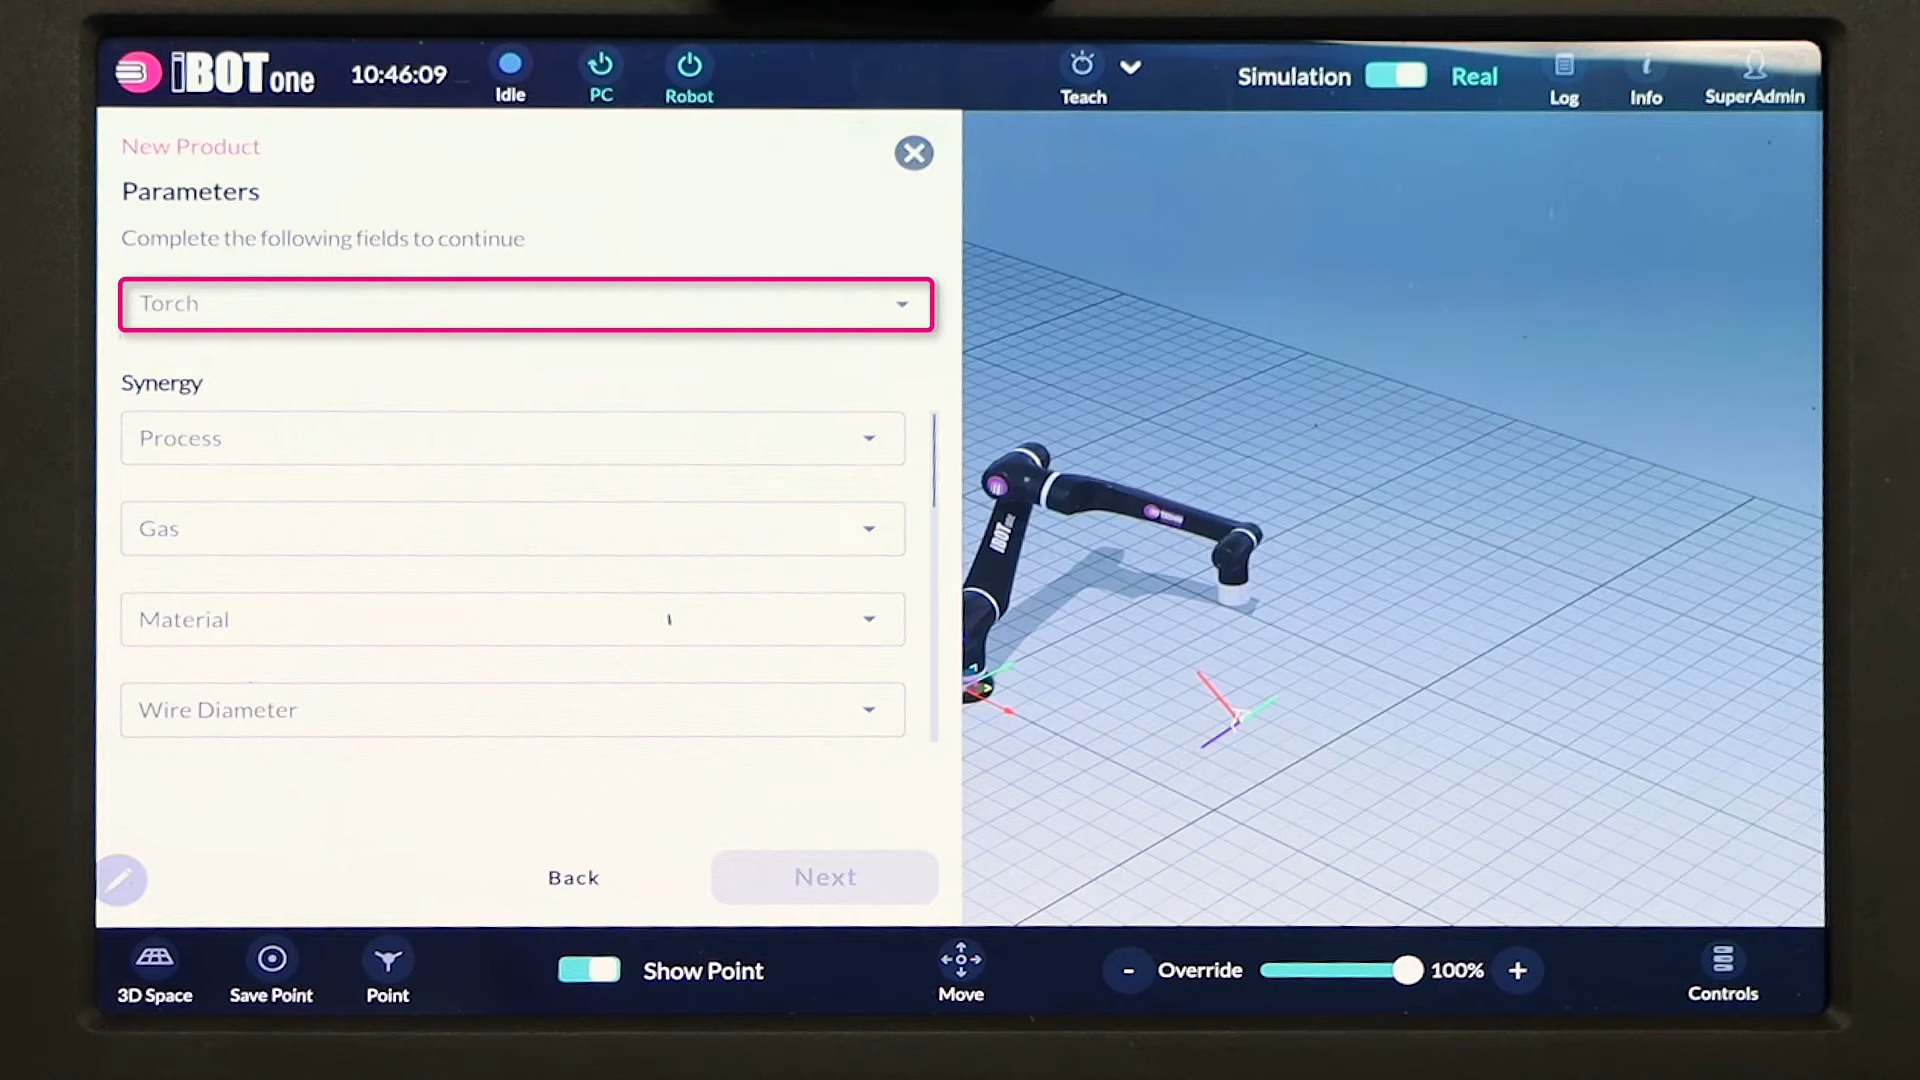 iBOTone
10:46:09
Idle
PC
Robot
Teach
Simulation
Real
Log
Info
SuperAdmin
New Product
Parameters
Complete the following fields to continue
Torch
Synergy
Process
Gas
Material
Wire Diameter
Back
Next
iBOTone
3D Space
Save Point
Point
Show Point
Move
- Override 100% +
Controls